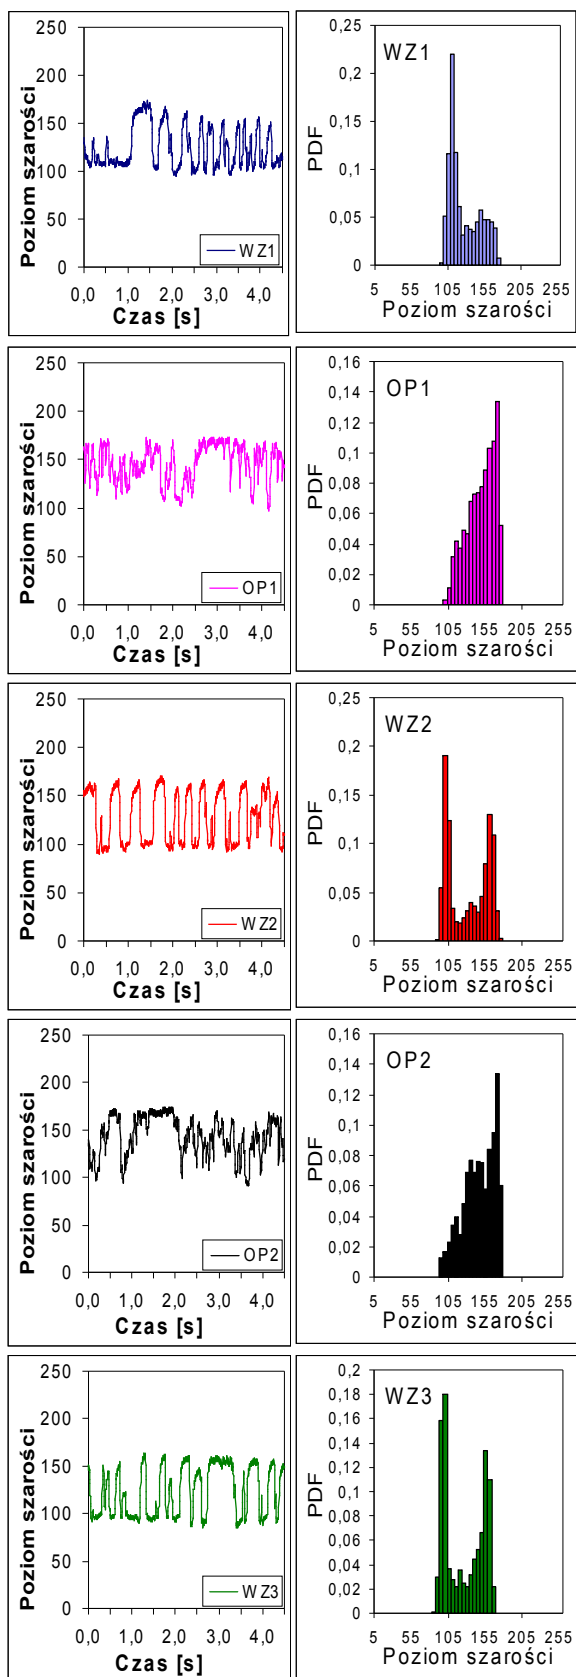 250
200
150
100
50
0
Poziom szarości
0,0 1,0 2,0 3,0 4,0
Czas [s]
WZ1
0,25
0,2
0,15
0,1
0,05
0
PDF
WZ1
5 55 105 155 205 255
Poziom szarości
250
200
150
100
50
0
Poziom szarości
0,0 1,0 2,0 3,0 4,0
Czas [s]
OP1
0,16
0,14
0,12
0,1
0,08
0,06
0,04
0,02
0
PDF
OP1
5 55 105 155 205 255
Poziom szarości
250
200
150
100
50
0
Poziom szarości
0,0 1,0 2,0 3,0 4,0
Czas [s]
WZ2
0,25
0,2
0,15
0,1
0,05
0
PDF
WZ2
5 55 105 155 205 255
Poziom szarości
250
200
150
100
50
0
Poziom szarości
0,0 1,0 2,0 3,0 4,0
Czas [s]
OP2
0,16
0,14
0,12
0,1
0,08
0,06
0,04
0,02
0
PDF
OP2
5 55 105 155 205 255
Poziom szarości
250
200
150
100
50
0
Poziom szarości
0,0 1,0 2,0 3,0 4,0
Czas [s]
WZ3
0,2
0,18
0,16
0,14
0,12
0,1
0,08
0,06
0,04
0,02
0
PDF
WZ3
5 55 105 155 205 255
Poziom szarości